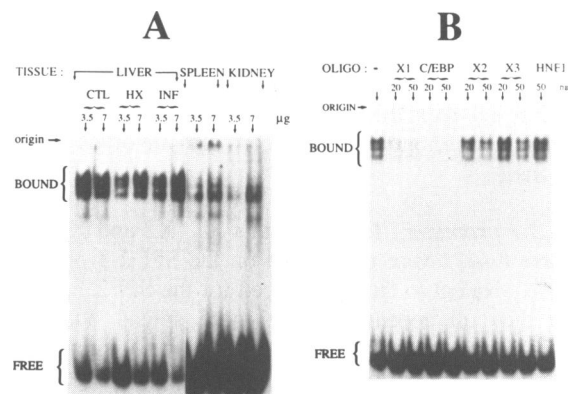 A
B
TISSUE : LIVER SPLEEN KIDNEY
CTL HX INF
3.5 7 3.5 7 3.5 7 3.5 7 3.5 7 µg
origin
BOUND
FREE
OLIGO : - X1 C/EBP X2 X3 HNF1
20 50 20 50 20 50 20 50 50
ORIGIN
BOUND
FREE